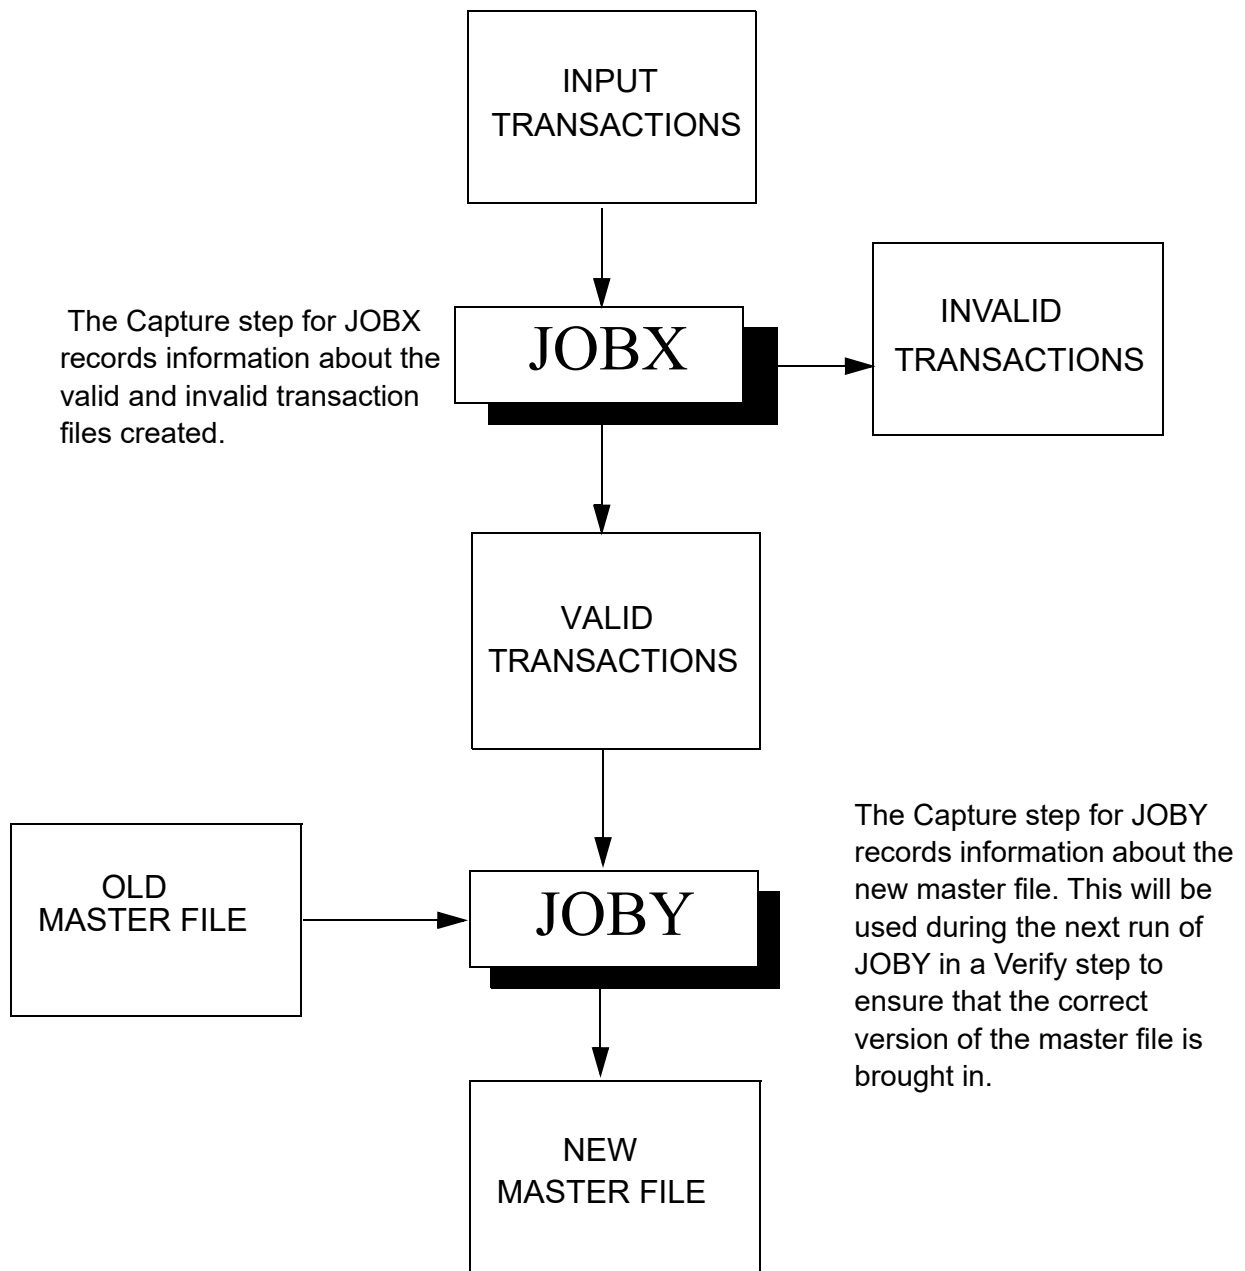 INPUT
TRANSACTIONS
The Capture step for JOBX
records information about the
valid and invalid transaction
files created.
JOBX
INVALID
TRANSACTIONS
VALID
TRANSACTIONS
OLD
MASTER FILE
JOBY
The Capture step for JOBY
records information about the
new master file. This will be
used during the next run of
JOBY in a Verify step to
ensure that the correct
version of the master file is
brought in.
NEW
MASTER FILE